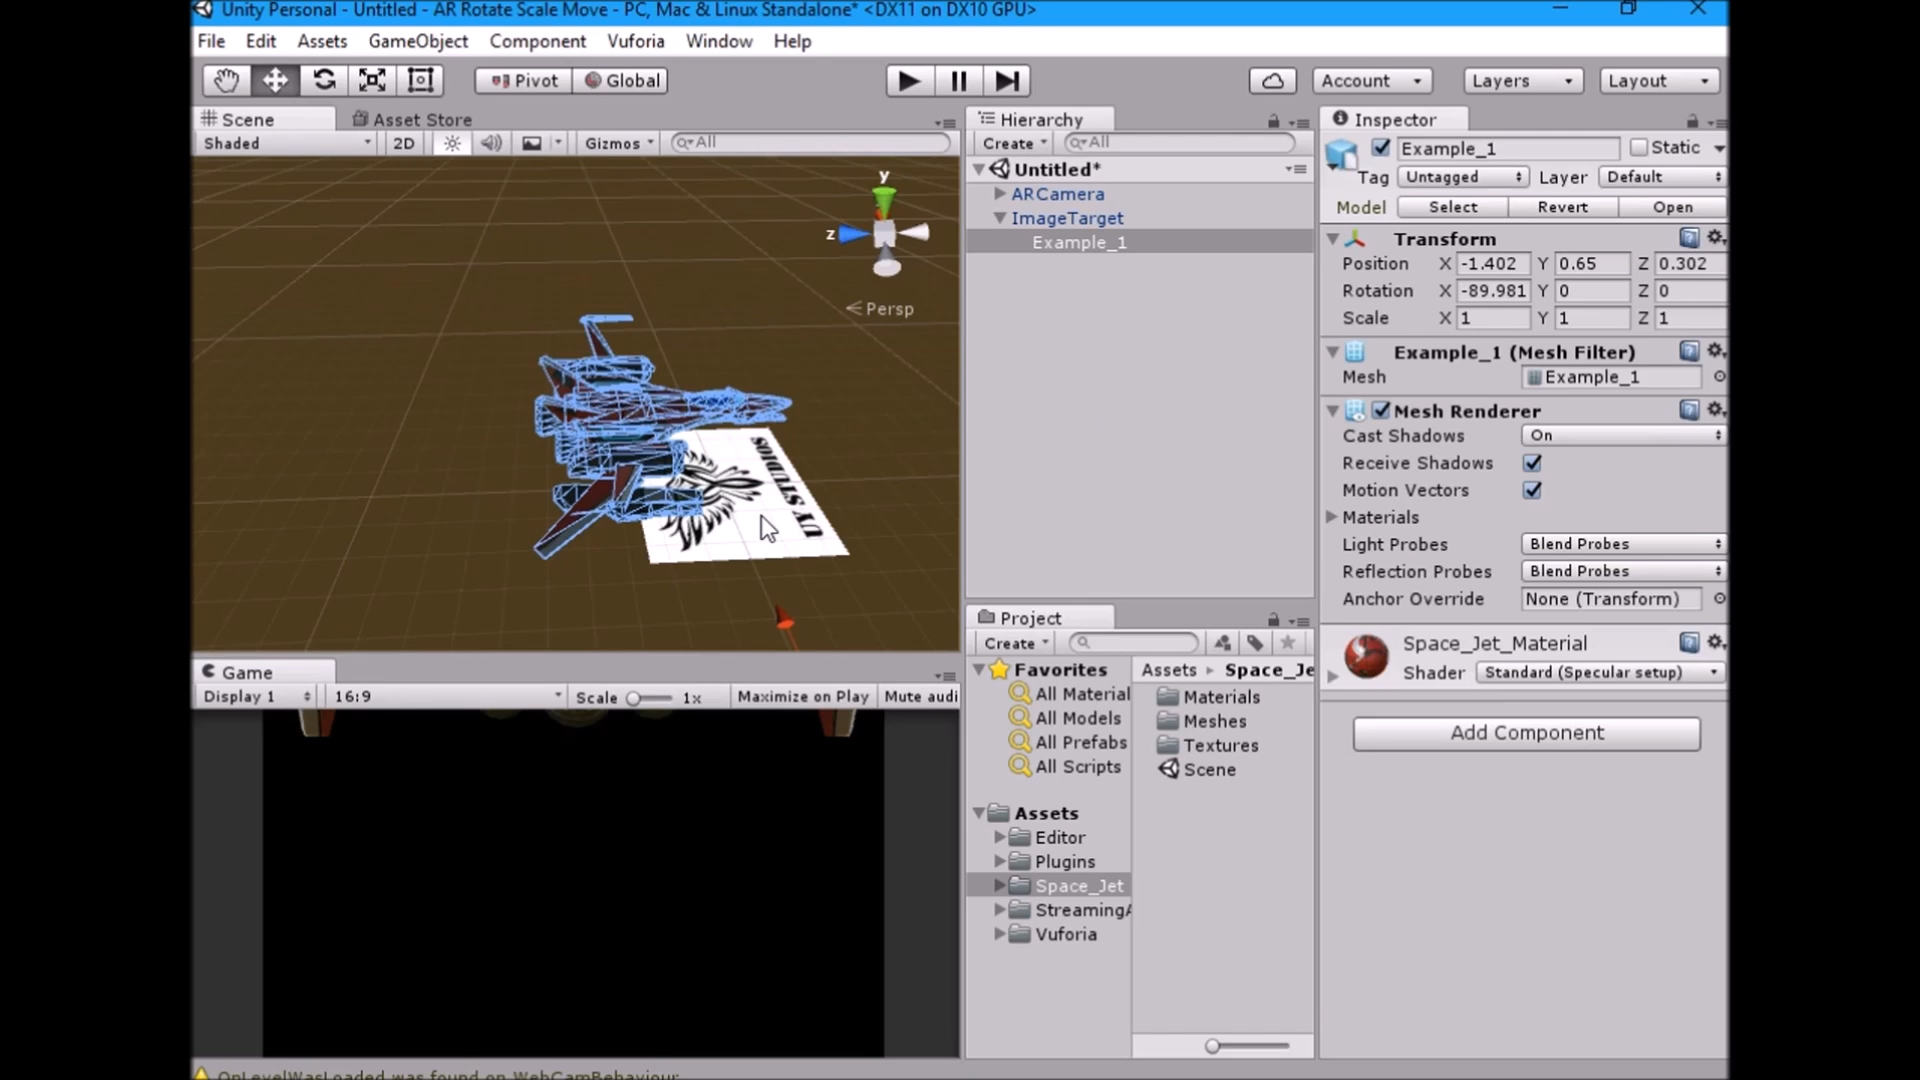 Unity Personal - Untitled - AR Rotate Scale Move - PC, Mac & Linux Standalone* <DX11 on DX10 GPU>
File Edit Assets GameObject Component Vuforia Window Help
Pivot Global Account Layers Layout
Scene Asset Store
Shaded 2D Gizmos All
y
z
Persp
UY STUDIOS
Game
Display 1 16:9 Scale 1x Maximize on Play Mute audi
Hierarchy
Create All
Untitled*
ARCamera
ImageTarget
Example_1
Project
Create
Favorites
All Material
All Models
All Prefabs
All Scripts
Assets
Editor
Plugins
Space_Jet
StreamingA
Vuforia
Assets Space_Je
Materials
Meshes
Textures
Scene
Inspector
Example_1 Static
Tag Untagged Layer Default
Model Select Revert Open
Transform
Position X -1.402 Y 0.65 Z 0.302
Rotation X -89.981 Y 0 Z 0
Scale X 1 Y 1 Z 1
Example_1 (Mesh Filter)
Mesh Example_1
Mesh Renderer
Cast Shadows On
Receive Shadows
Motion Vectors
Materials
Light Probes Blend Probes
Reflection Probes Blend Probes
Anchor Override None (Transform)
Space_Jet_Material
Shader Standard (Specular setup)
Add Component
OnLevelWasLoaded was found on WebCamBehaviour